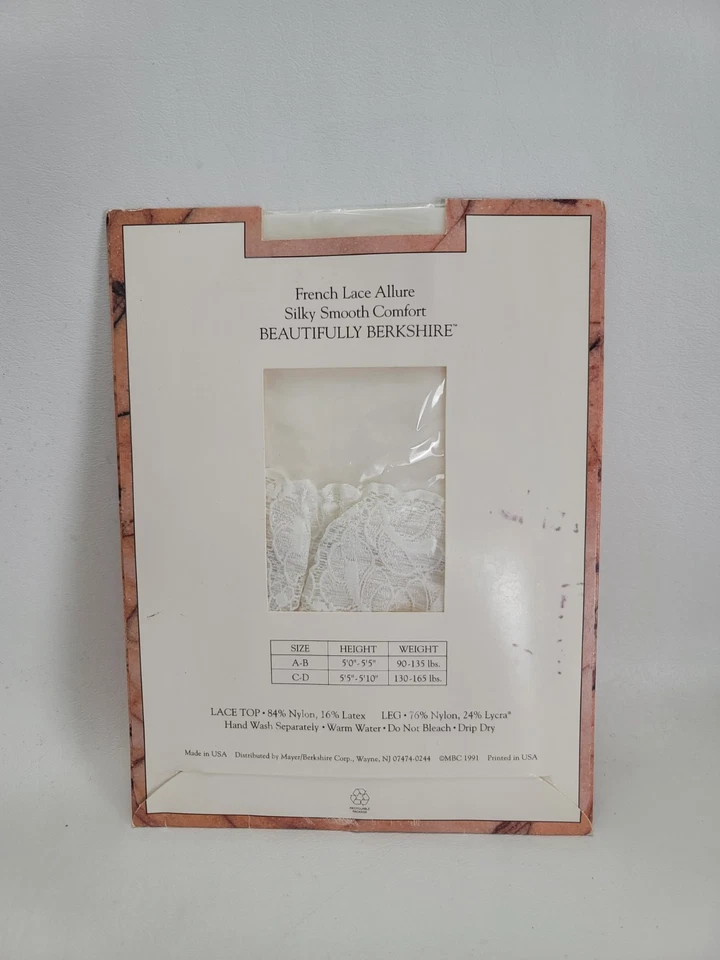 French Lace Allure
Silky Smooth Comfort
BEAUTIFULLY BERKSHIRE™
SIZE HEIGHT WEIGHT
A-B 5'0"-5'5" 90-135 lbs.
C-D 5'5"-5'10" 130-165 lbs.
LACE TOP • 84% Nylon, 16% Latex LEG • 76% Nylon, 24% Lycra®
Hand Wash Separately • Warm Water • Do Not Bleach • Drip Dry
Made in USA Distributed by Mayer/Berkshire Corp., Wayne, NJ 07474-0244 ©MBC 1991 Printed in USA
RECYCLABLE
PACKAGE